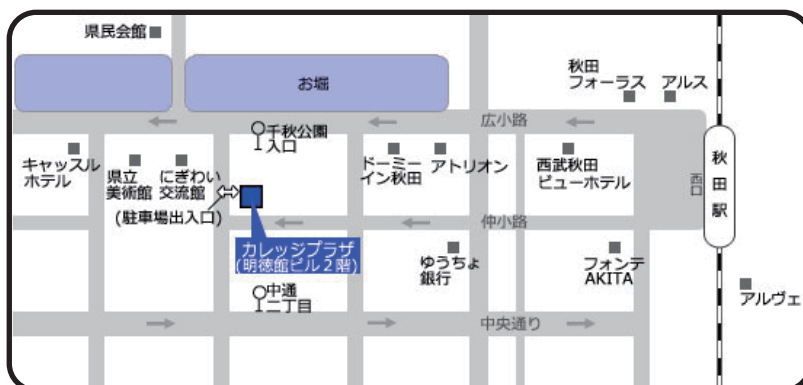 県民会館
お堀
秋田
フォーラス
アルス
広小路
千秋公園
入口
キャッスル
ホテル
県立
美術館
にぎわい
交流館
ドーミー
イン秋田
アトリオン
西武秋田
ビューホテル
西口
秋田駅
(駐車場出入口)
仲小路
カレッジプラザ
(明徳館ビル2階)
ゆうちょ
銀行
フォンテ
AKITA
アルヴェ
中通
二丁目
中央通り